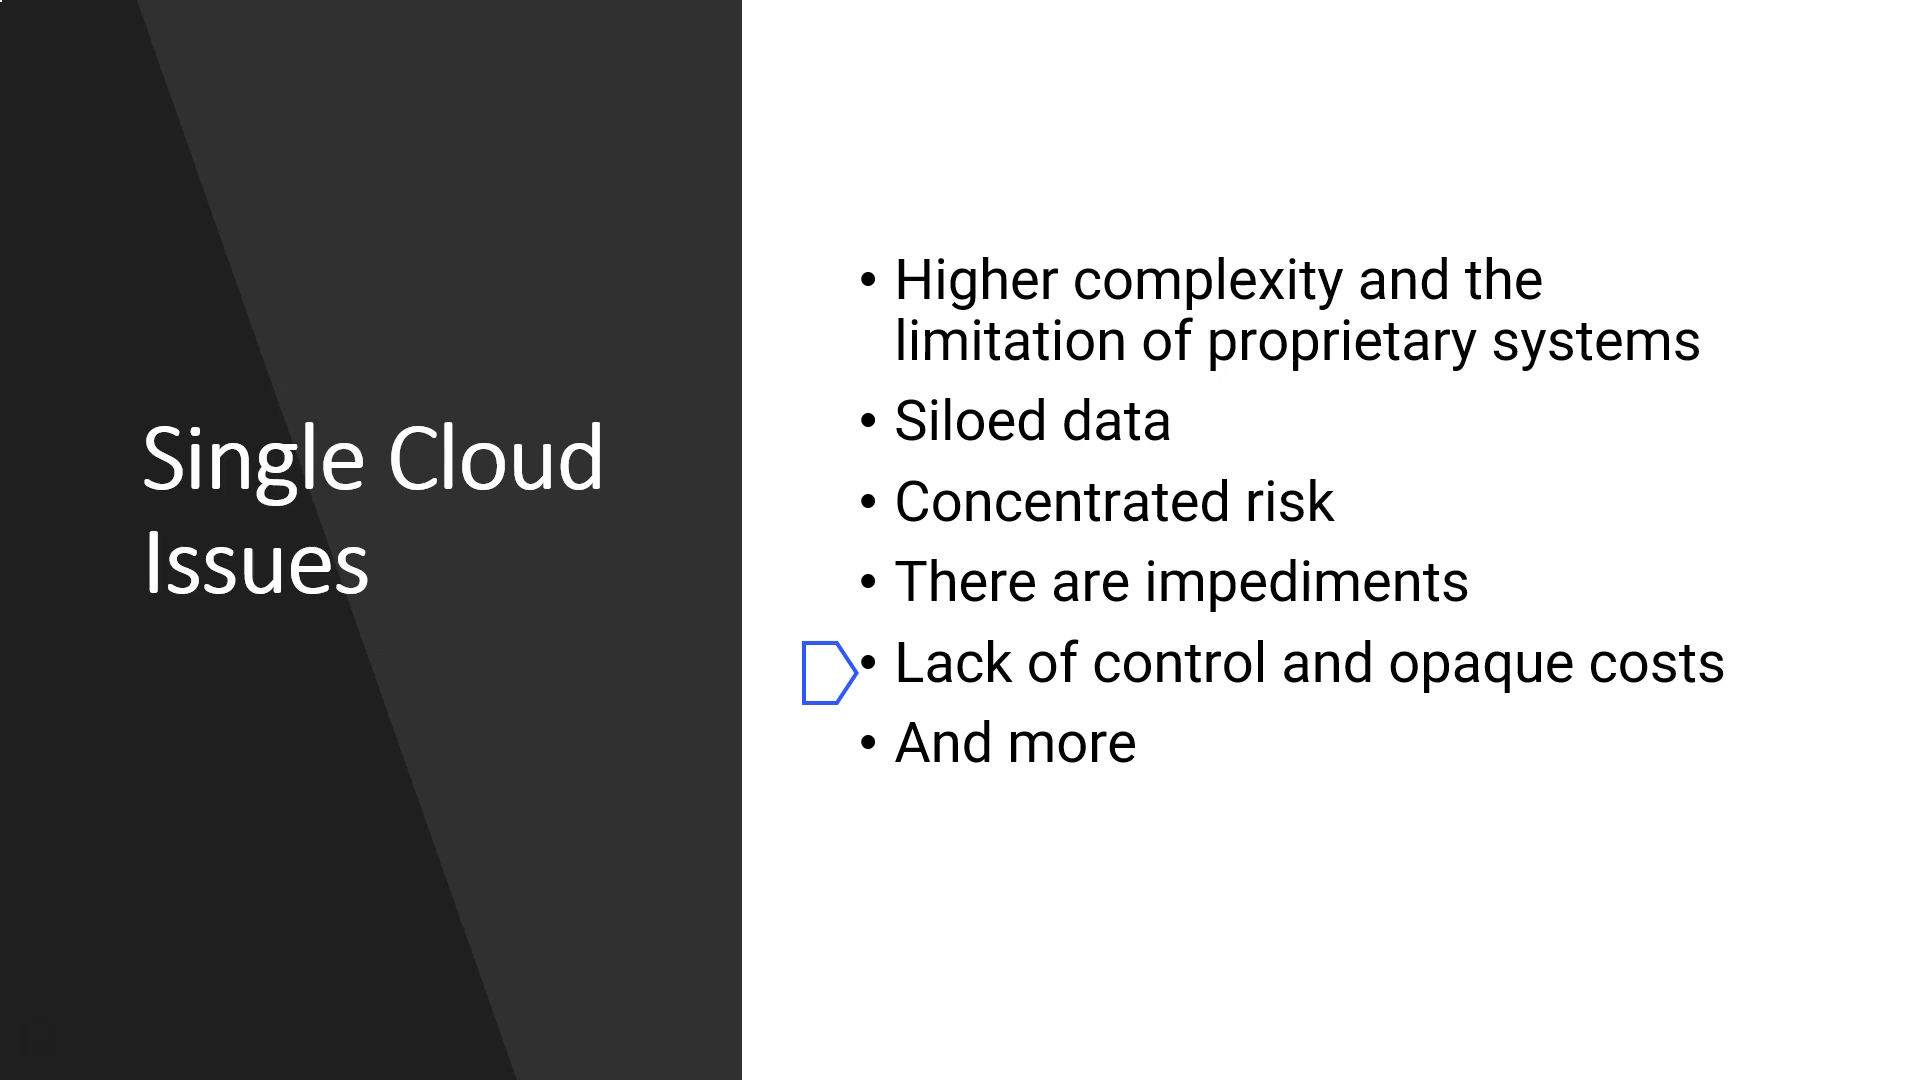 Single Cloud
Issues
• Higher complexity and the
limitation of proprietary systems
• Siloed data
• Concentrated risk
• There are impediments
• Lack of control and opaque costs
• And more